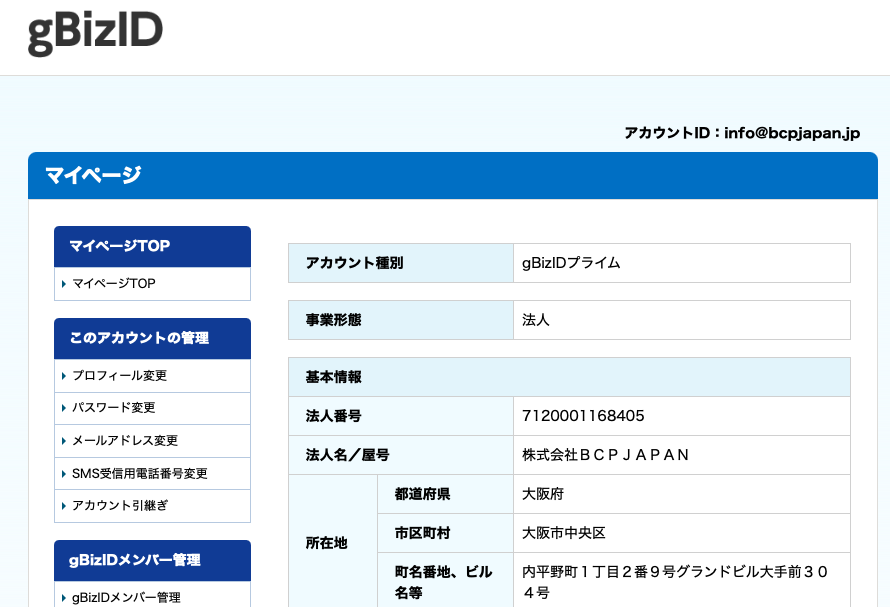 gBizID
アカウントID：info@bcpjapan.jp
マイページ
マイページTOP
マイページTOP
このアカウントの管理
プロフィール変更
パスワード変更
メールアドレス変更
SMS受信用電話番号変更
アカウント引継ぎ
gBizIDメンバー管理
gBizIDメンバー管理
アカウント種別
gBizIDプライム
事業形態
法人
基本情報
法人番号
7120001168405
法人名／屋号
株式会社ＢＣＰＪＡＰＡＮ
所在地
都道府県
大阪府
市区町村
大阪市中央区
町名番地、ビル
名等
内平野町１丁目２番９号グランドビル大手前３０
４号